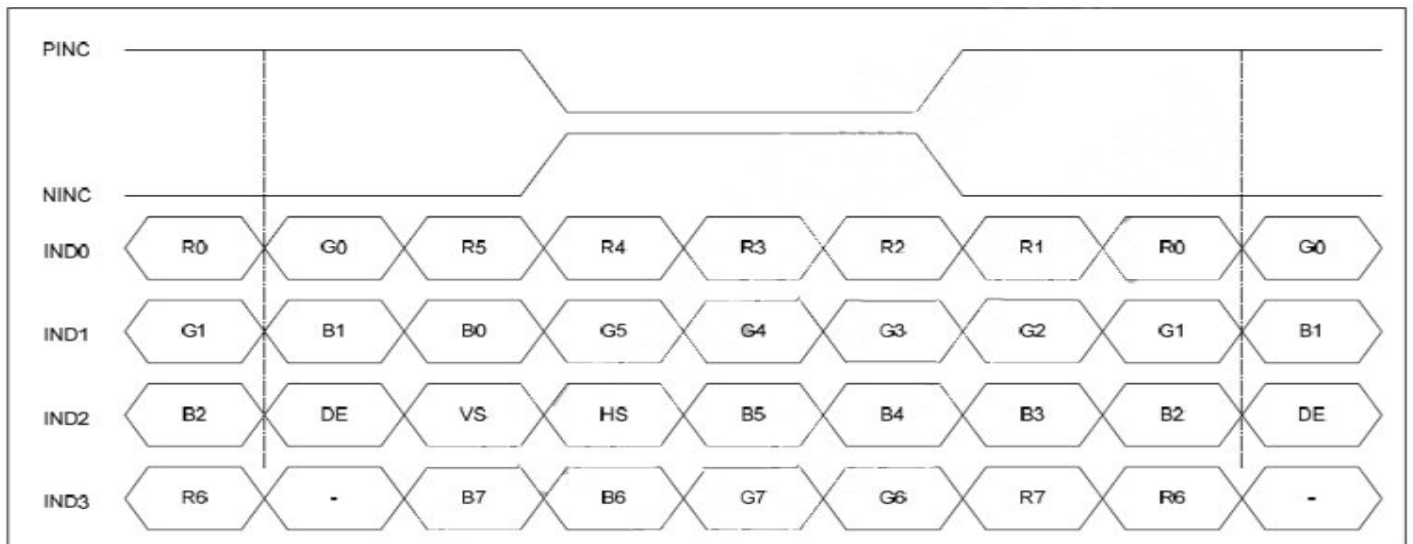 PINC
NINC
IND0 R0 G0 R5 R4 R3 R2 R1 R0 G0
IND1 G1 B1 B0 G5 G4 G3 G2 G1 B1
IND2 B2 DE VS HS B5 B4 B3 B2 DE
IND3 R6 - B7 B6 G7 G6 R7 R6 -